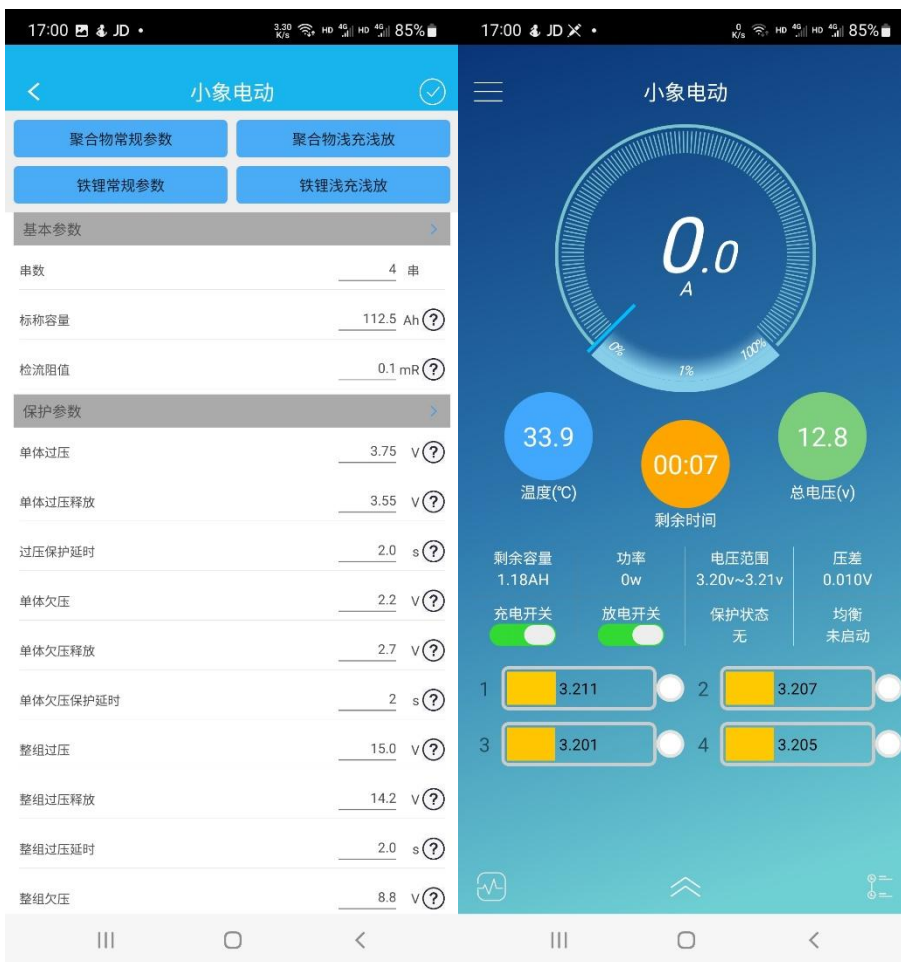 17:00 JD •
3.30 K/s HD 4G HD 4G 85%
小象电动
聚合物常规参数 聚合物浅充浅放
铁锂常规参数 铁锂浅充浅放
基本参数
串数 4 串
标称容量 112.5 Ah ?
检流阻值 0.1 mR ?
保护参数
单体过压 3.75 V ?
单体过压释放 3.55 V ?
过压保护延时 2.0 s ?
单体欠压 2.2 V ?
单体欠压释放 2.7 V ?
单体欠压保护延时 2 s ?
整组过压 15.0 V ?
整组过压释放 14.2 V ?
整组过压延时 2.0 s ?
整组欠压 8.8 V ?
17:00 JD •
0 K/s HD 4G HD 4G 85%
小象电动
0.0
A
0% 1% 100%
33.9 00:07 12.8
温度(℃) 剩余时间 总电压(v)
剩余容量 功率 电压范围 压差
1.18AH 0w 3.20v~3.21v 0.010V
充电开关 放电开关 保护状态 均衡
无 未启动
1 3.211 2 3.207
3 3.201 4 3.205